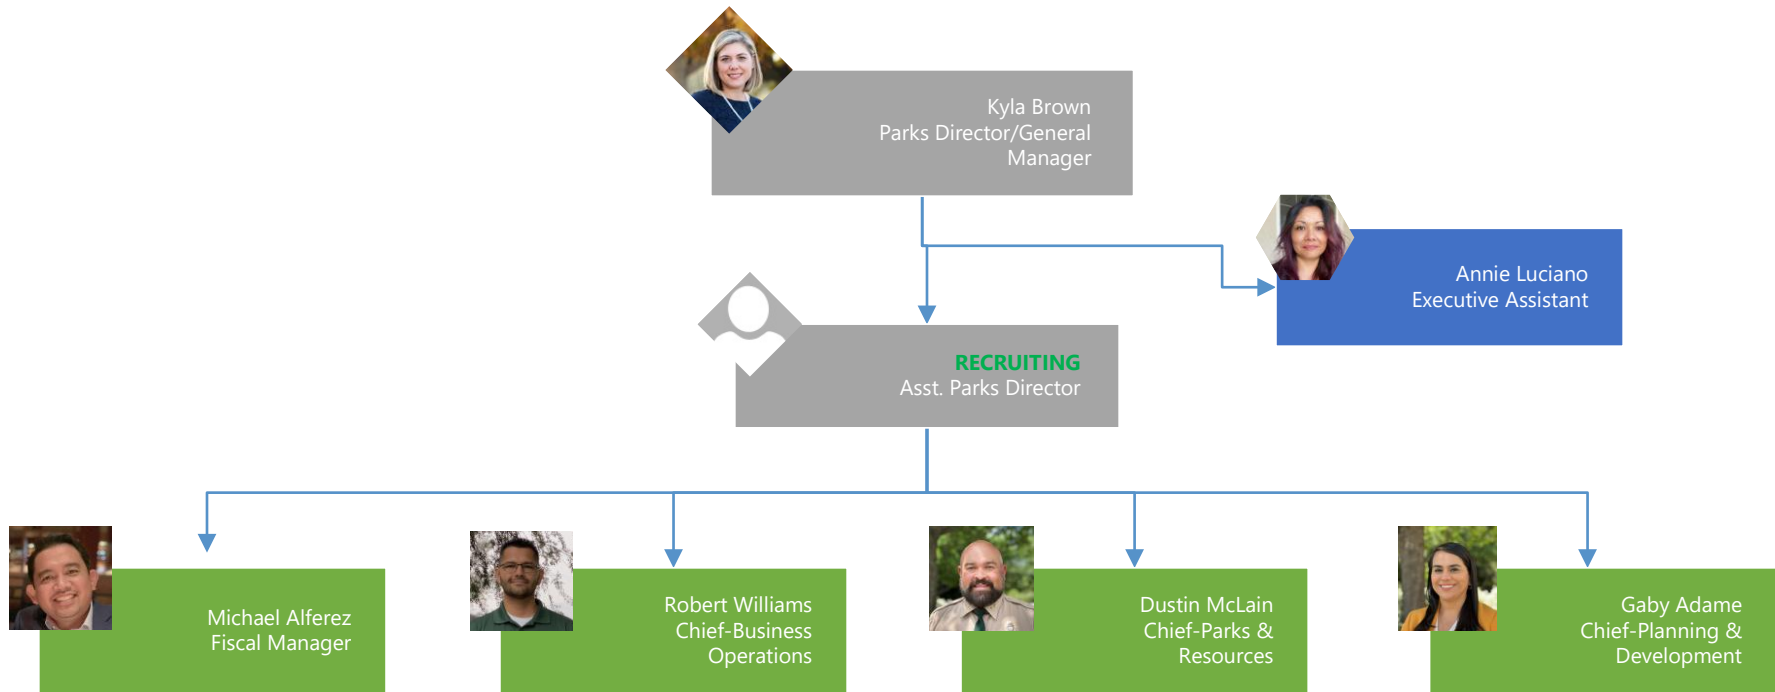 Kyla Brown
Parks Director/General
Manager
Annie Luciano
Executive Assistant
RECRUITING
Asst. Parks Director
Michael Alferez
Fiscal Manager
Robert Williams
Chief-Business
Operations
Dustin McLain
Chief-Parks &
Resources
Gaby Adame
Chief-Planning &
Development